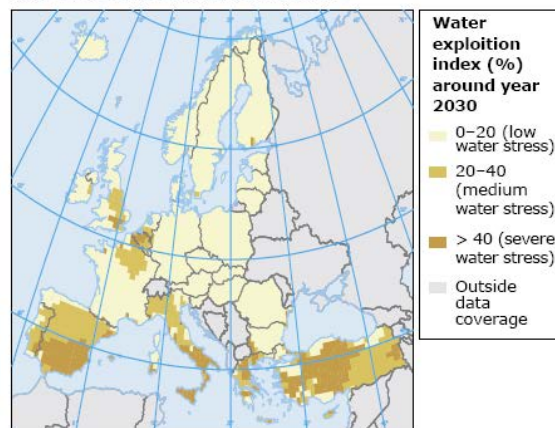 Water
exploition
index (%)
around year
2030
0–20 (low
water stress)
20–40
(medium
water stress)
> 40 (severe
water stress)
Outside
data
coverage